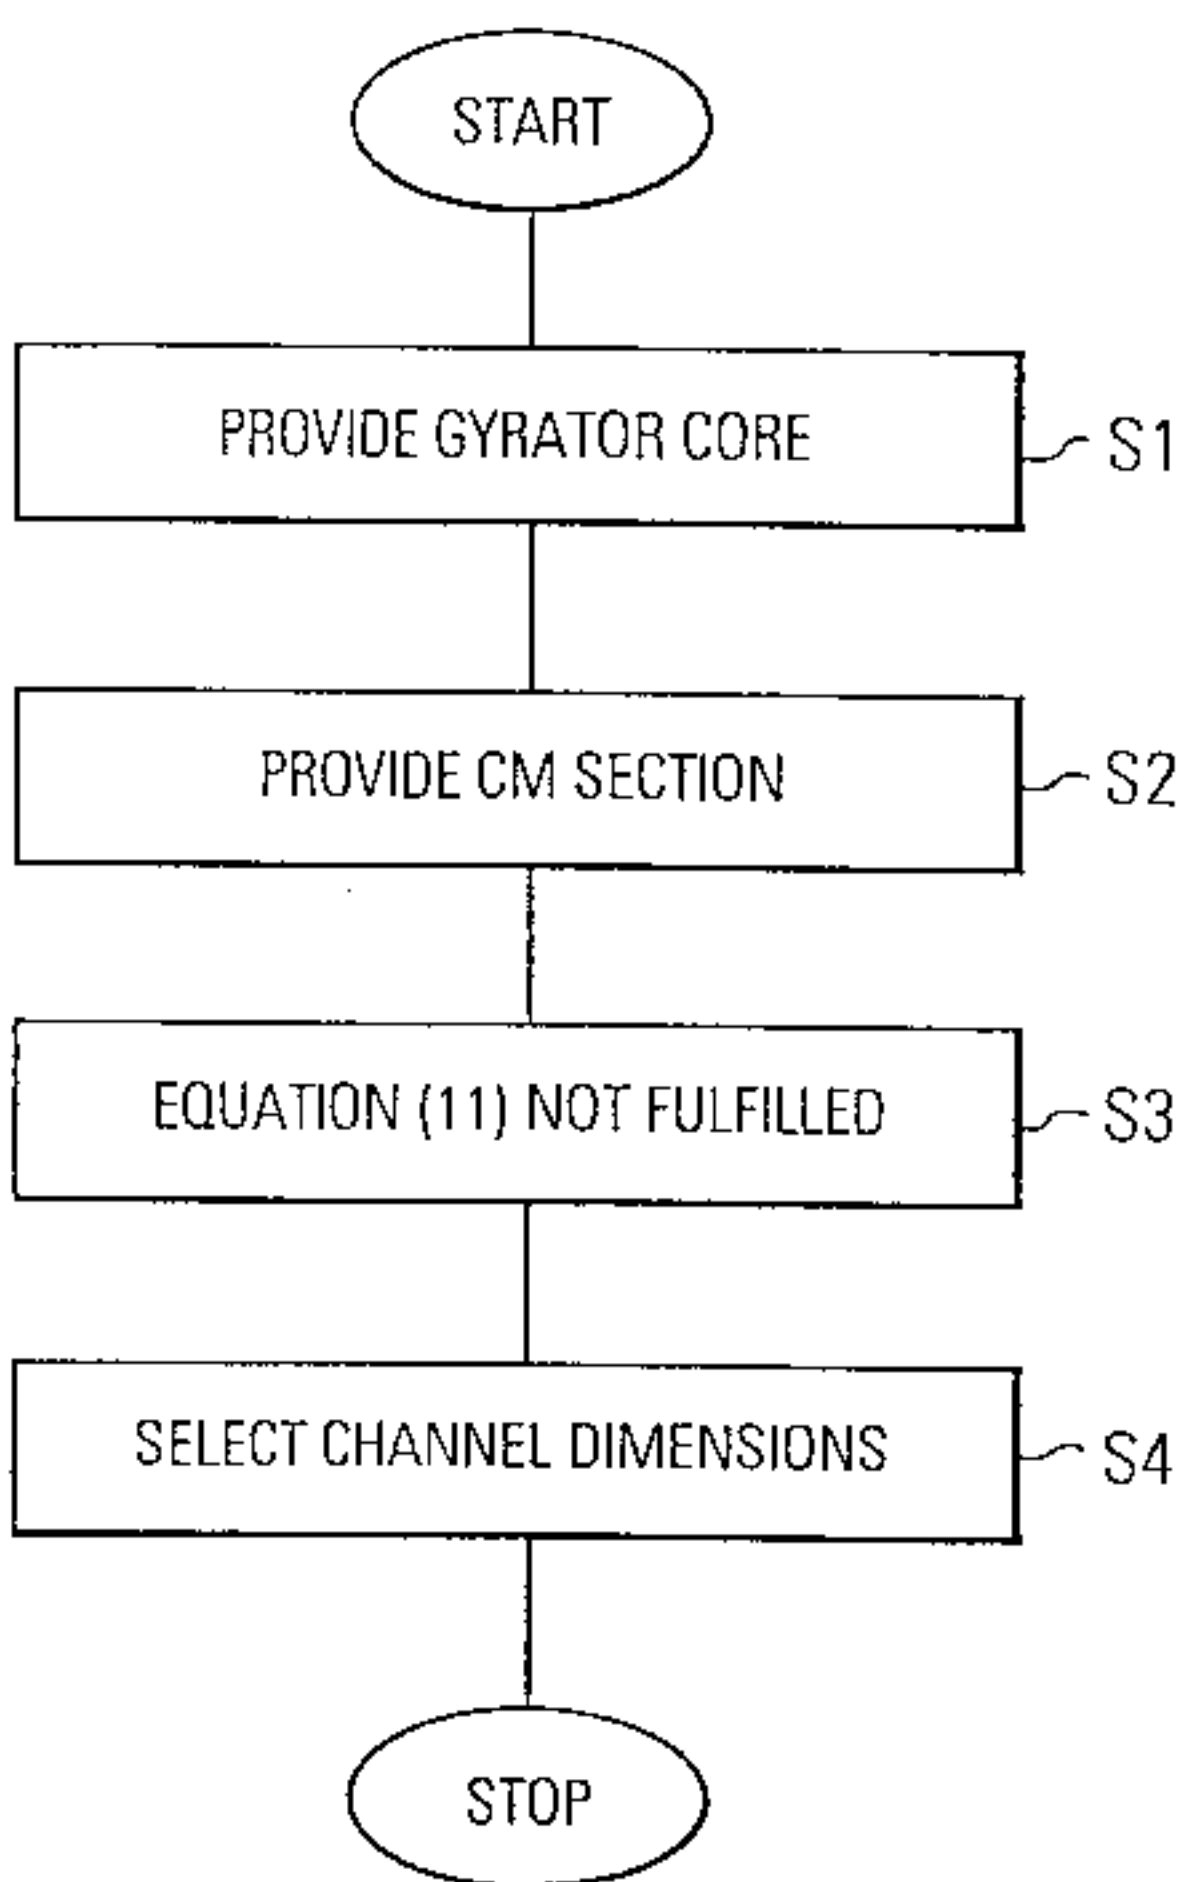 START
PROVIDE GYRATOR CORE S1
PROVIDE CM SECTION S2
EQUATION (11) NOT FULFILLED S3
SELECT CHANNEL DIMENSIONS S4
STOP